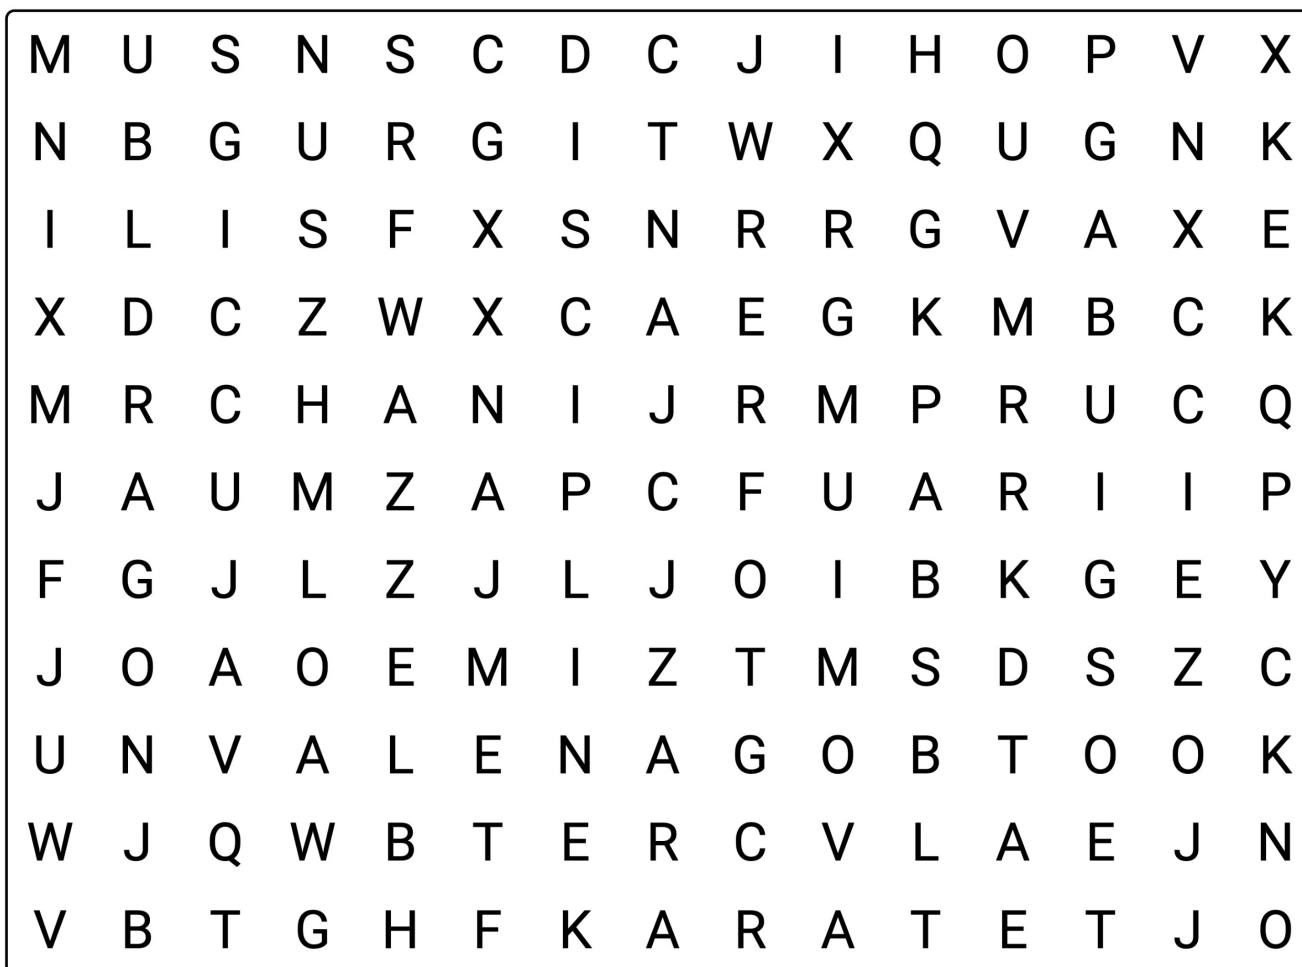 M U S N S C D C J I H O P V X
N B G U R G I T W X Q U G N K
I L I S F X S N R R G V A X E
X D C Z W X C A E G K M B C K
M R C H A N I J R M P R U C Q
J A U M Z A P C F U A R I I P
F G J L Z J L J O I B K G E Y
J O A O E M I Z T M S D S Z C
U N V A L E N A G O B T O O K
W J Q W B T E R C V L A E J N
V B T G H F K A R A T E T J O